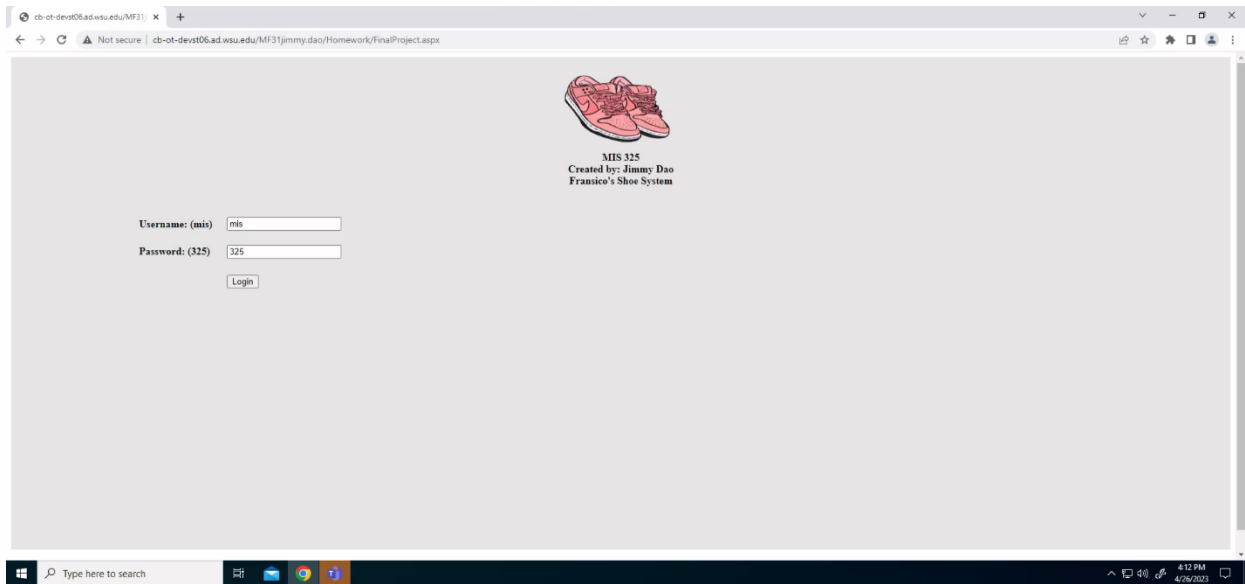 cb-ot-devst06.ad.wsu.edu/MF31j
Not secure | cb-ot-devst06.ad.wsu.edu/MF31jimmy.dao/Homework/FinalProject.aspx
MIS 325
Created by: Jimmy Dao
Fransico's Shoe System
Username: (mis) mis
Password: (325) 325
Login
Type here to search
4:12 PM
4/26/2023